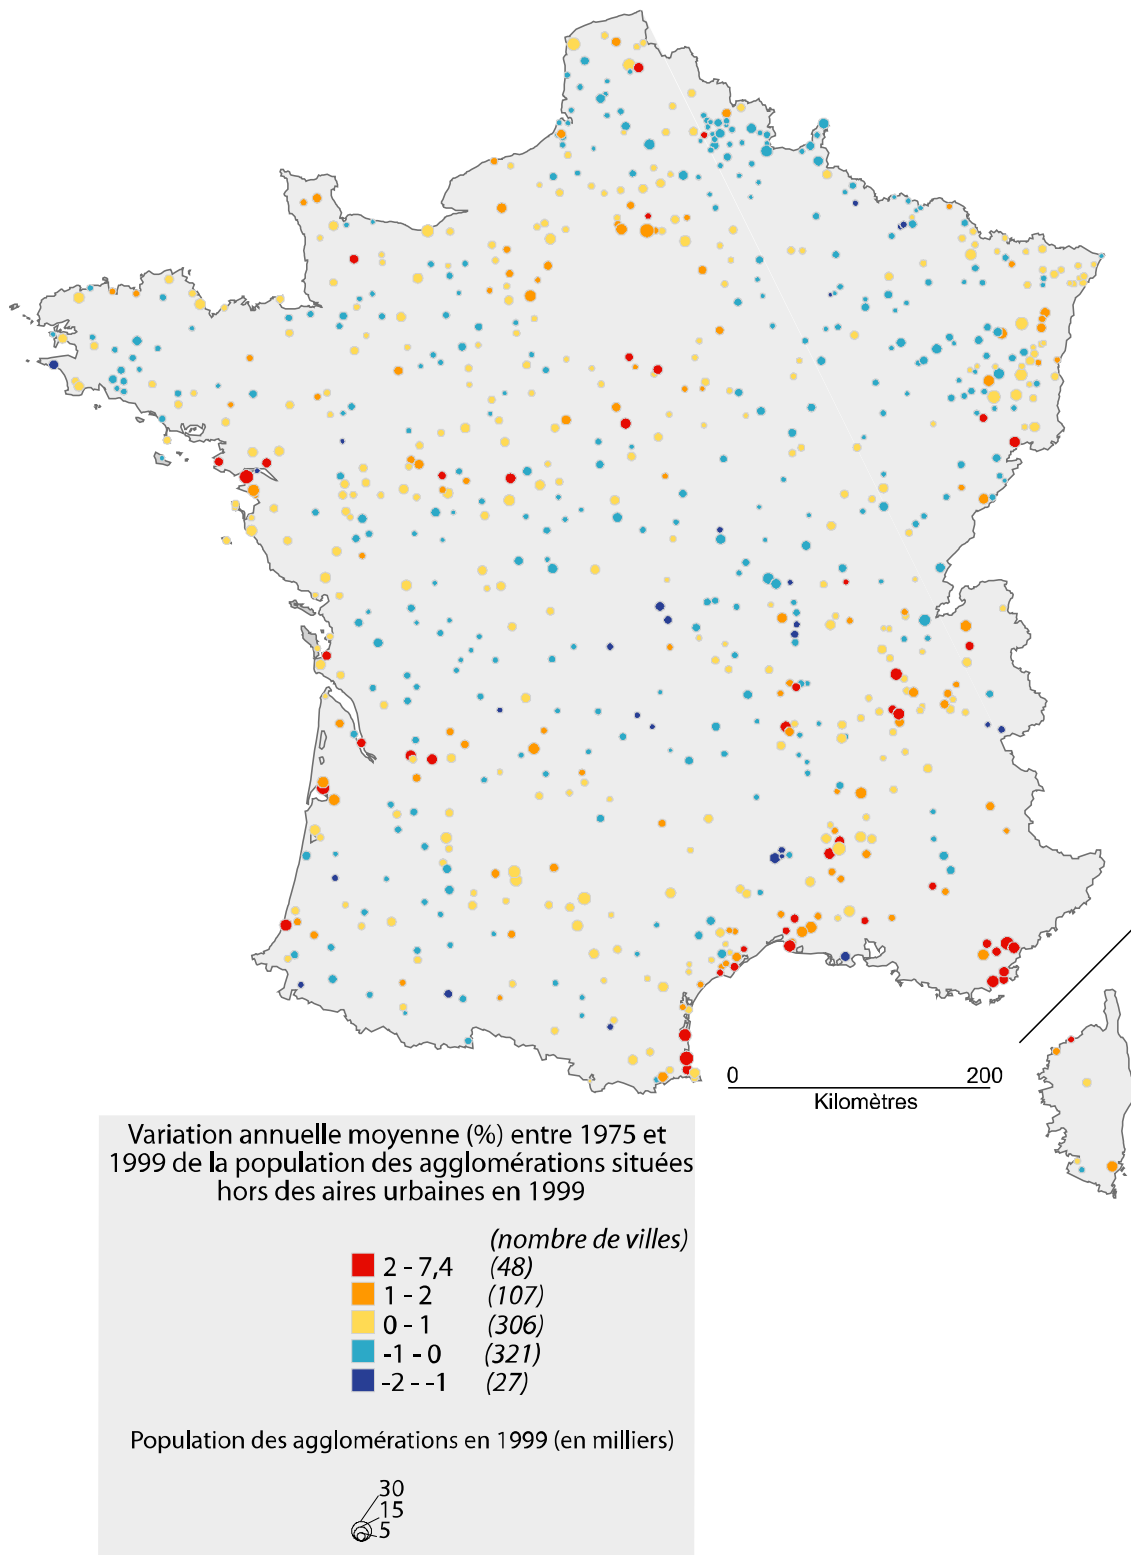 0 200
Kilomètres
Variation annuelle moyenne (%) entre 1975 et
1999 de la population des agglomérations situées
hors des aires urbaines en 1999
(nombre de villes)
2 - 7,4 (48)
1 - 2 (107)
0 - 1 (306)
-1 - 0 (321)
-2 - -1 (27)
Population des agglomérations en 1999 (en milliers)
30
15
5